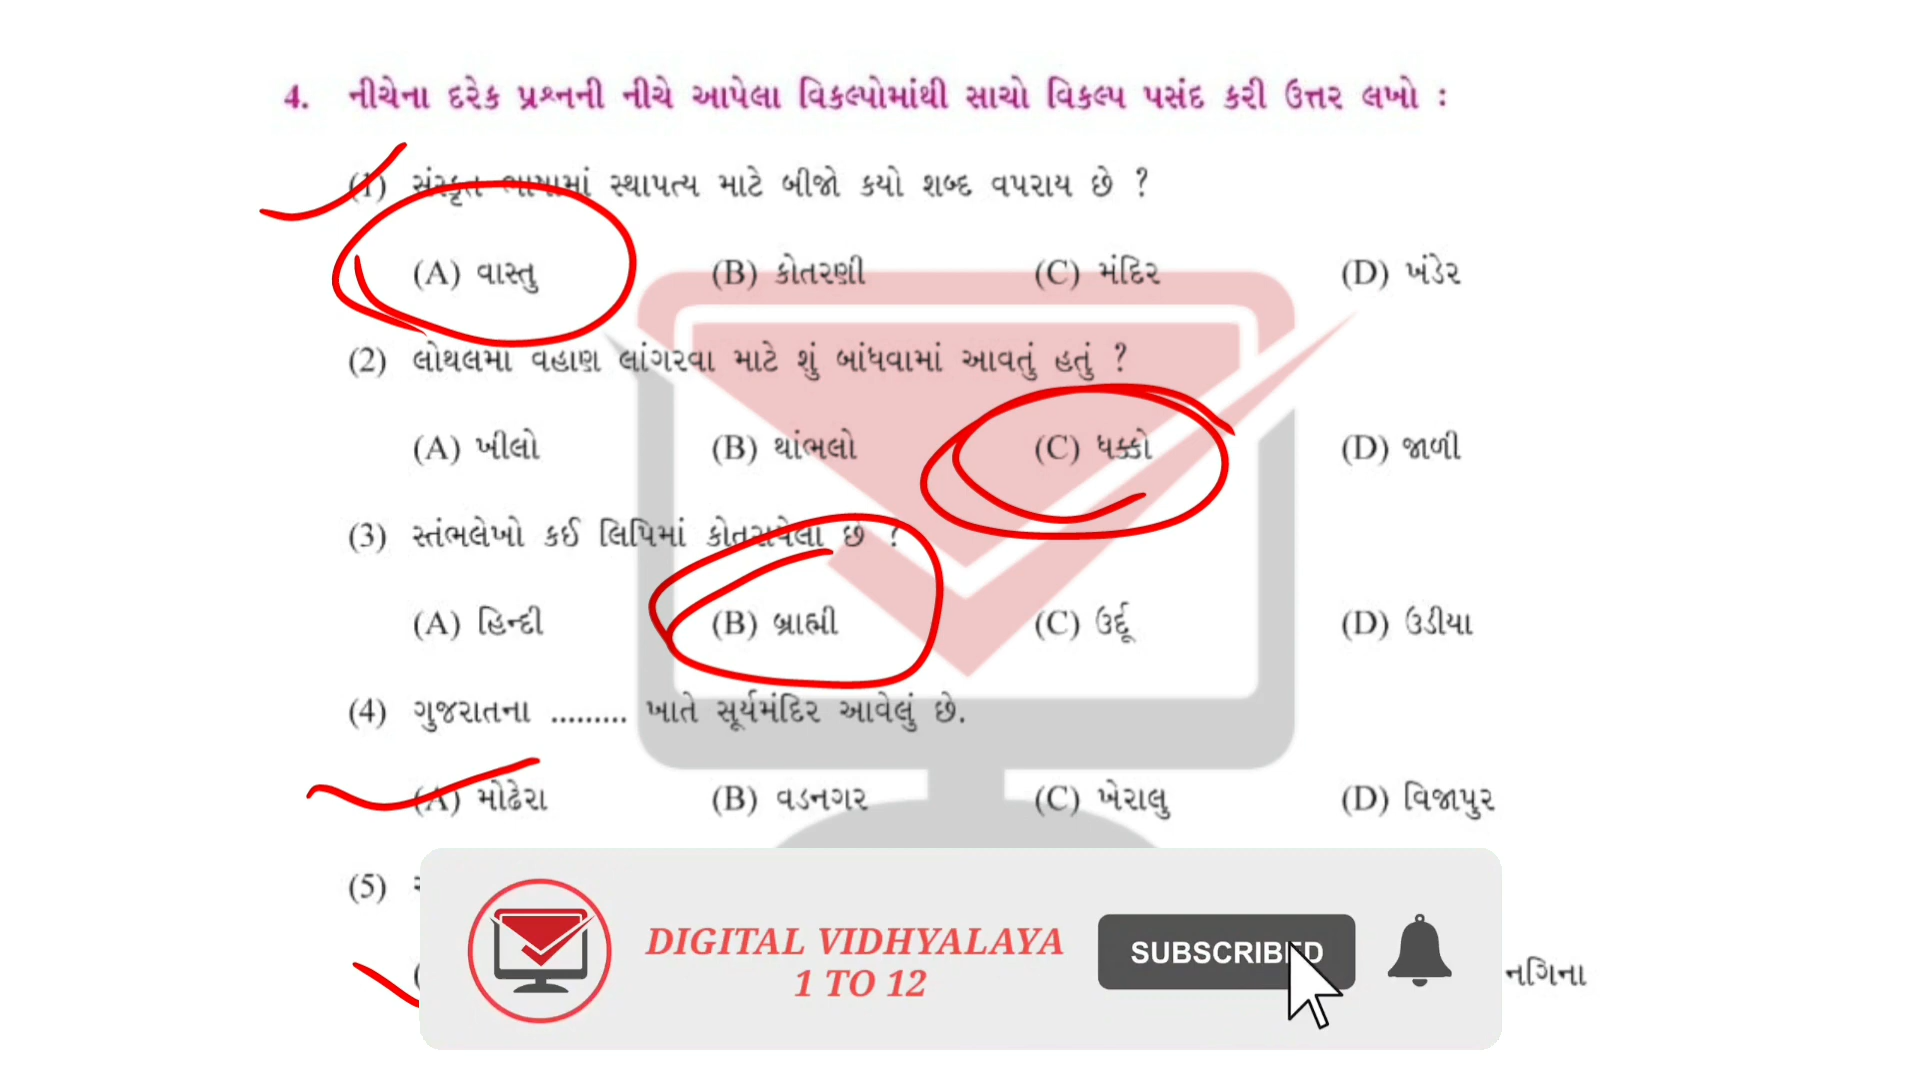 4. નીચેના દરેક પ્રશ્નની નીચે આપેલા વિકલ્પોમાંથી સાચો વિકલ્પ પસંદ કરી ઉત્તર લખો :
(1) સંસ્કૃત ભાષામાં સ્થાપત્ય માટે બીજો કયો શબ્દ વપરાય છે ?
(A) વાસ્તુ (B) કોતરણી (C) મંદિર (D) ખંડેર
(2) લોથલમાં વહાણ લાંગરવા માટે શું બાંધવામાં આવતું હતું ?
(A) ખીલો (B) થાંભલો (C) ધક્કો (D) જાળી
(3) સ્તંભલેખો કઈ લિપિમાં કોતરાયેલા છે ?
(A) હિન્દી (B) બ્રાહ્મી (C) ઉર્દૂ (D) ઉડીયા
(4) ગુજરાતના ......... ખાતે સૂર્યમંદિર આવેલું છે.
(A) મોઢેરા (B) વડનગર (C) ખેરાલુ (D) વિજાપુર
(5)
નગિના
DIGITAL VIDHYALAYA
1 TO 12
SUBSCRIBED